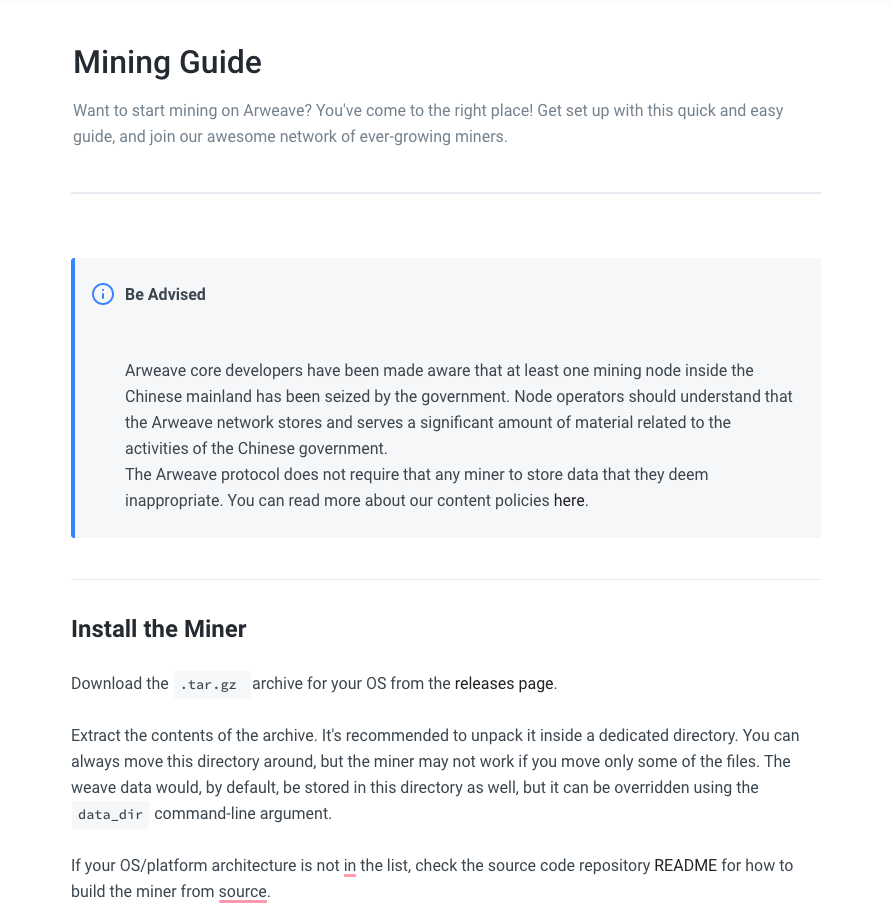 Mining Guide
Want to start mining on Arweave? You've come to the right place! Get set up with this quick and easy
guide, and join our awesome network of ever-growing miners.
Be Advised
Arweave core developers have been made aware that at least one mining node inside the
Chinese mainland has been seized by the government. Node operators should understand that
the Arweave network stores and serves a significant amount of material related to the
activities of the Chinese government.
The Arweave protocol does not require that any miner to store data that they deem
inappropriate. You can read more about our content policies here.
Install the Miner
Download the .tar.gz archive for your OS from the releases page.
Extract the contents of the archive. It's recommended to unpack it inside a dedicated directory. You can
always move this directory around, but the miner may not work if you move only some of the files. The
weave data would, by default, be stored in this directory as well, but it can be overridden using the
data_dir command-line argument.
If your OS/platform architecture is not in the list, check the source code repository README for how to
build the miner from source.